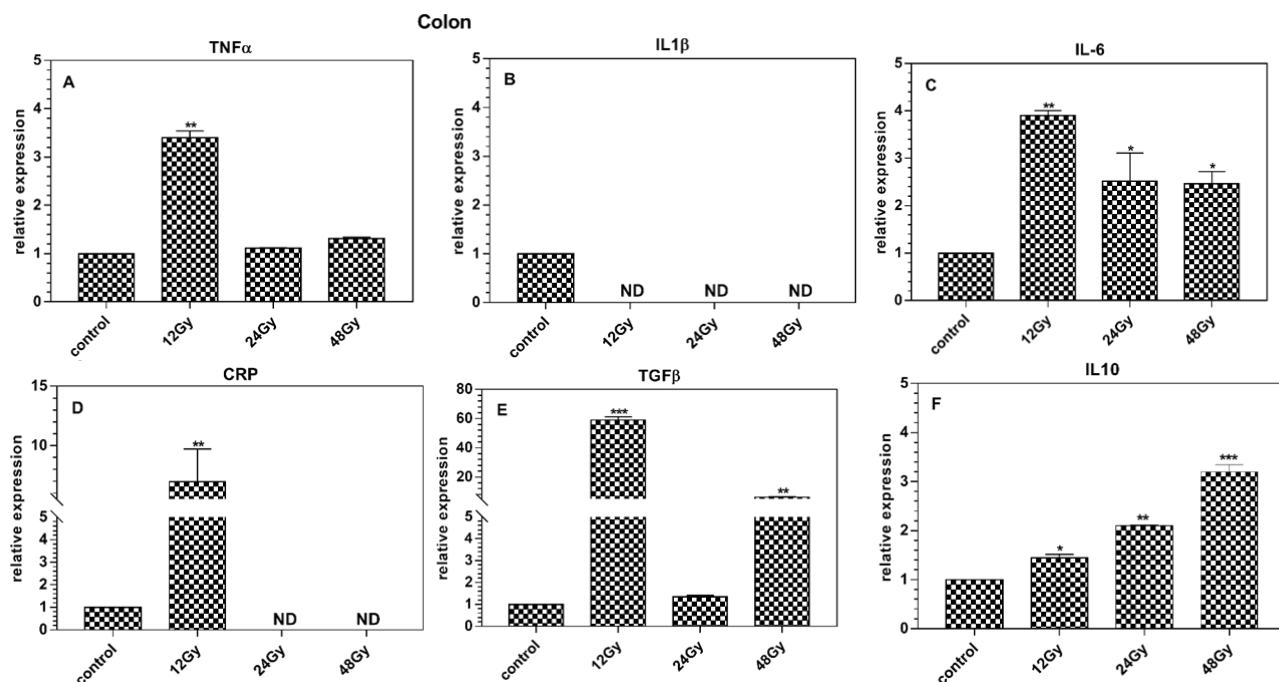 Colon
TNFα
A
relative expression
5
4
3
2
1
0
**
control
12Gy
24Gy
48Gy
IL1β
B
relative expression
5
4
3
2
1
0
ND
ND
ND
control
12Gy
24Gy
48Gy
IL-6
C
relative expression
5
4
3
2
1
0
**
*
*
control
12Gy
24Gy
48Gy
CRP
D
relative expression
15
10
5
4
3
2
1
0
**
ND
ND
control
12Gy
24Gy
48Gy
TGFβ
E
relative expression
80
60
40
20
5
4
3
2
1
0
***
**
control
12Gy
24Gy
48Gy
IL10
F
relative expression
5
4
3
2
1
0
*
**
***
control
12Gy
24Gy
48Gy